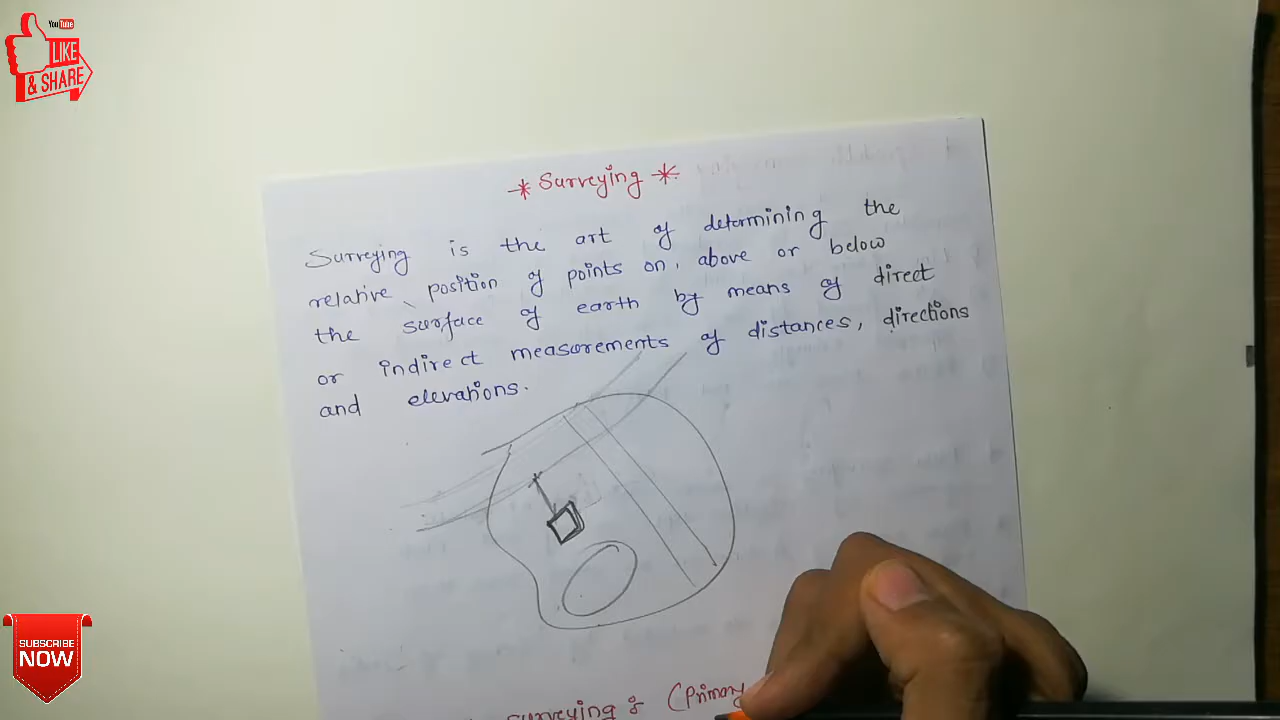 YouTube
LIKE
& SHARE
* Surveying *
Surveying is the art of determining the
relative position of points on, above or below
the surface of earth by means of direct
or indirect measurements of distances, directions
and elevations.
SUBSCRIBE
NOW
surveying : (Primary